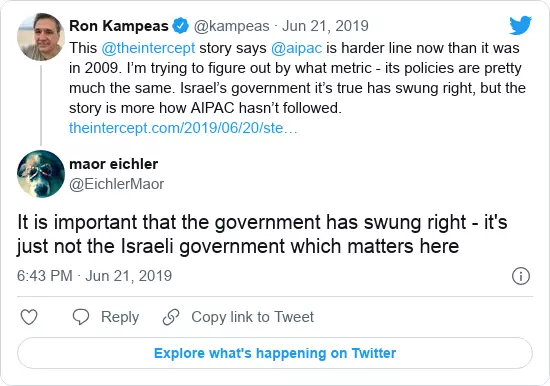 Ron Kampeas @kampeas · Jun 21, 2019
This @theintercept story says @aipac is harder line now than it was
in 2009. I’m trying to figure out by what metric - its policies are pretty
much the same. Israel’s government it’s true has swung right, but the
story is more how AIPAC hasn’t followed.
theintercept.com/2019/06/20/ste…
maor eichler
@EichlerMaor
It is important that the government has swung right - it's
just not the Israeli government which matters here
6:43 PM · Jun 21, 2019
Reply
Copy link to Tweet
Explore what's happening on Twitter